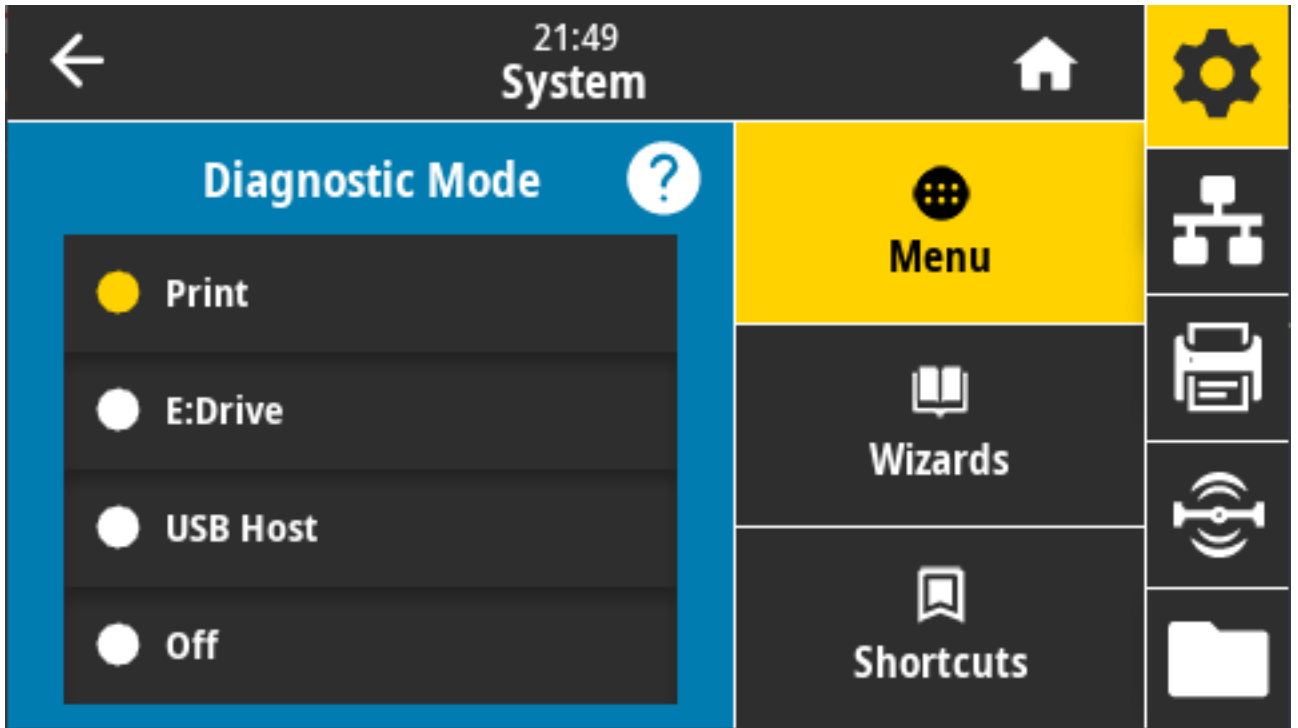 21:49
System
Diagnostic Mode
?
Print
E:Drive
USB Host
Off
Menu
Wizards
Shortcuts